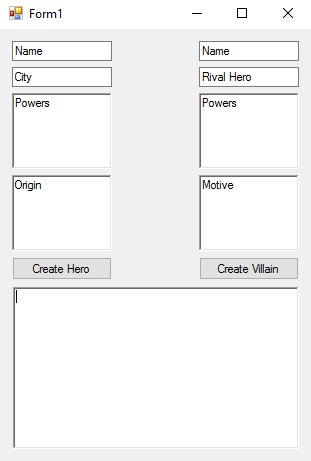 Form1
Name
Name
City
Rival Hero
Powers
Powers
Origin
Motive
Create Hero
Create Villain